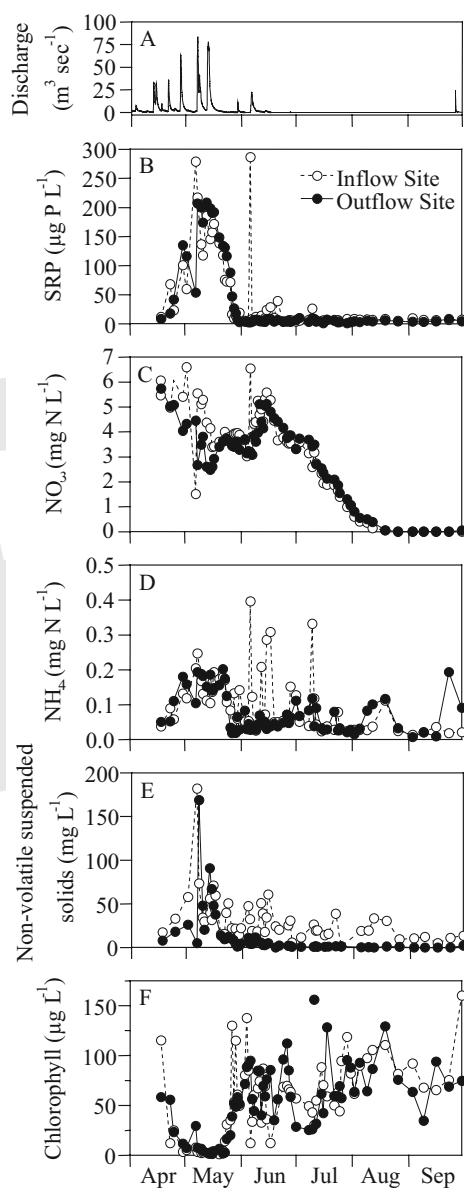 A
Discharge
(m³ sec⁻¹)
100
75
50
25
0
B
Inflow Site
Outflow Site
SRP (µg P L⁻¹)
300
250
200
150
100
50
0
C
NO₃ (mg N L⁻¹)
7
6
5
4
3
2
1
0
D
NH₄ (mg N L⁻¹)
0.5
0.4
0.3
0.2
0.1
0.0
E
Non-volatile suspended
solids (mg L⁻¹)
200
150
100
50
0
F
Chlorophyll (µg L⁻¹)
150
100
50
0
Apr May Jun Jul Aug Sep